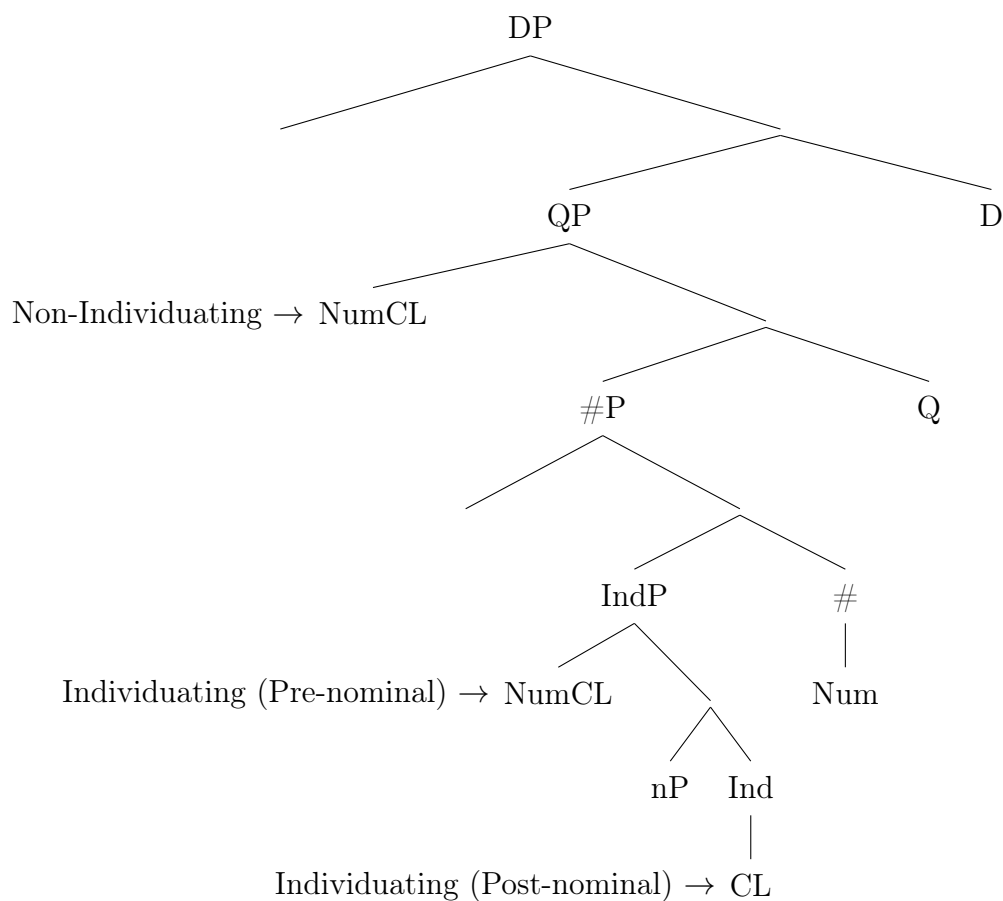 DP
QP D
Non-Individuating → NumCL
#P Q
IndP #
Individuating (Pre-nominal) → NumCL Num
nP Ind
Individuating (Post-nominal) → CL